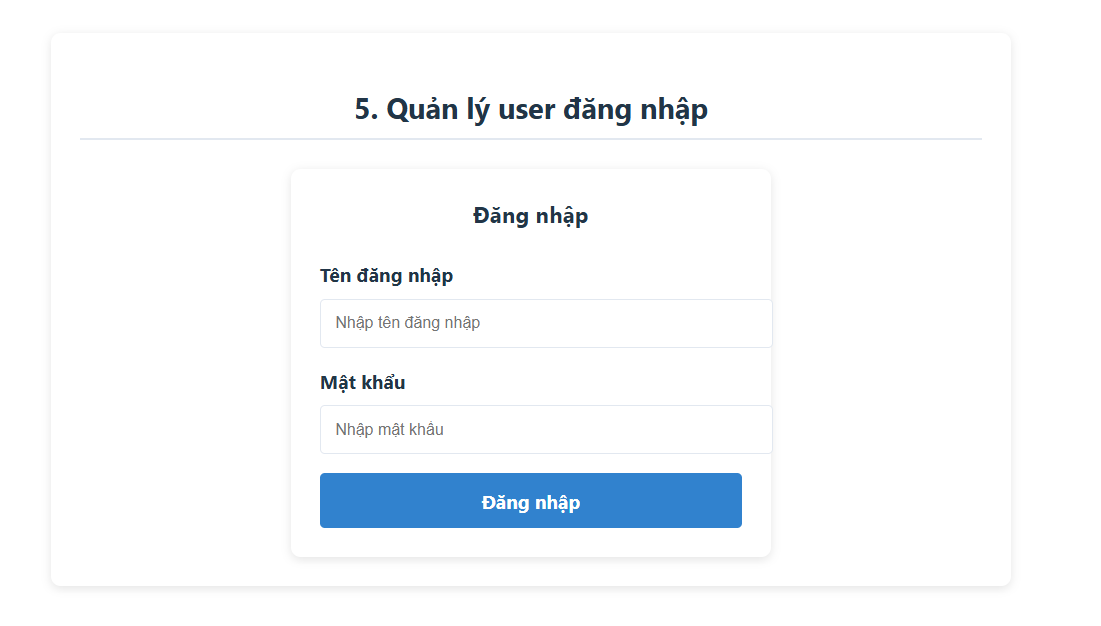 5. Quản lý user đăng nhập
Đăng nhập
Tên đăng nhập
Nhập tên đăng nhập
Mật khẩu
Nhập mật khẩu
Đăng nhập